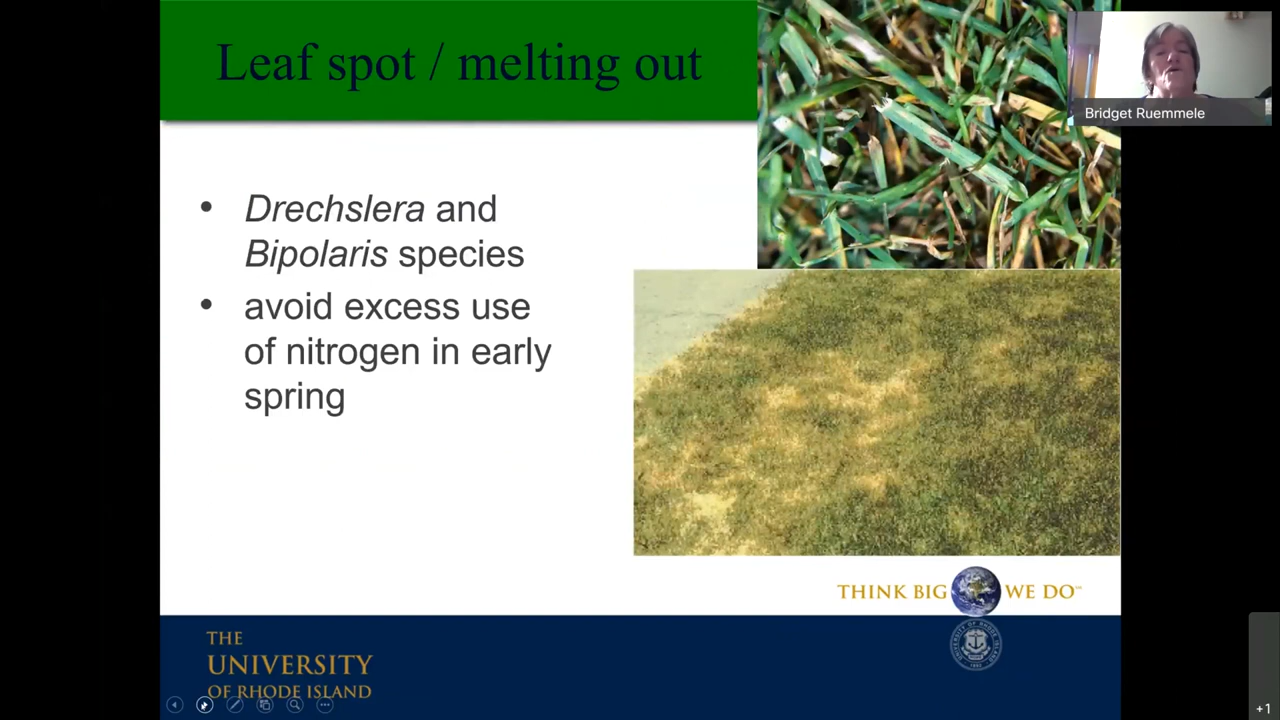 Leaf spot / melting out
Bridget Ruemmele
• Drechslera and
Bipolaris species
• avoid excess use
of nitrogen in early
spring
THINK BIG WE DO™
THE
UNIVERSITY
OF RHODE ISLAND
+1